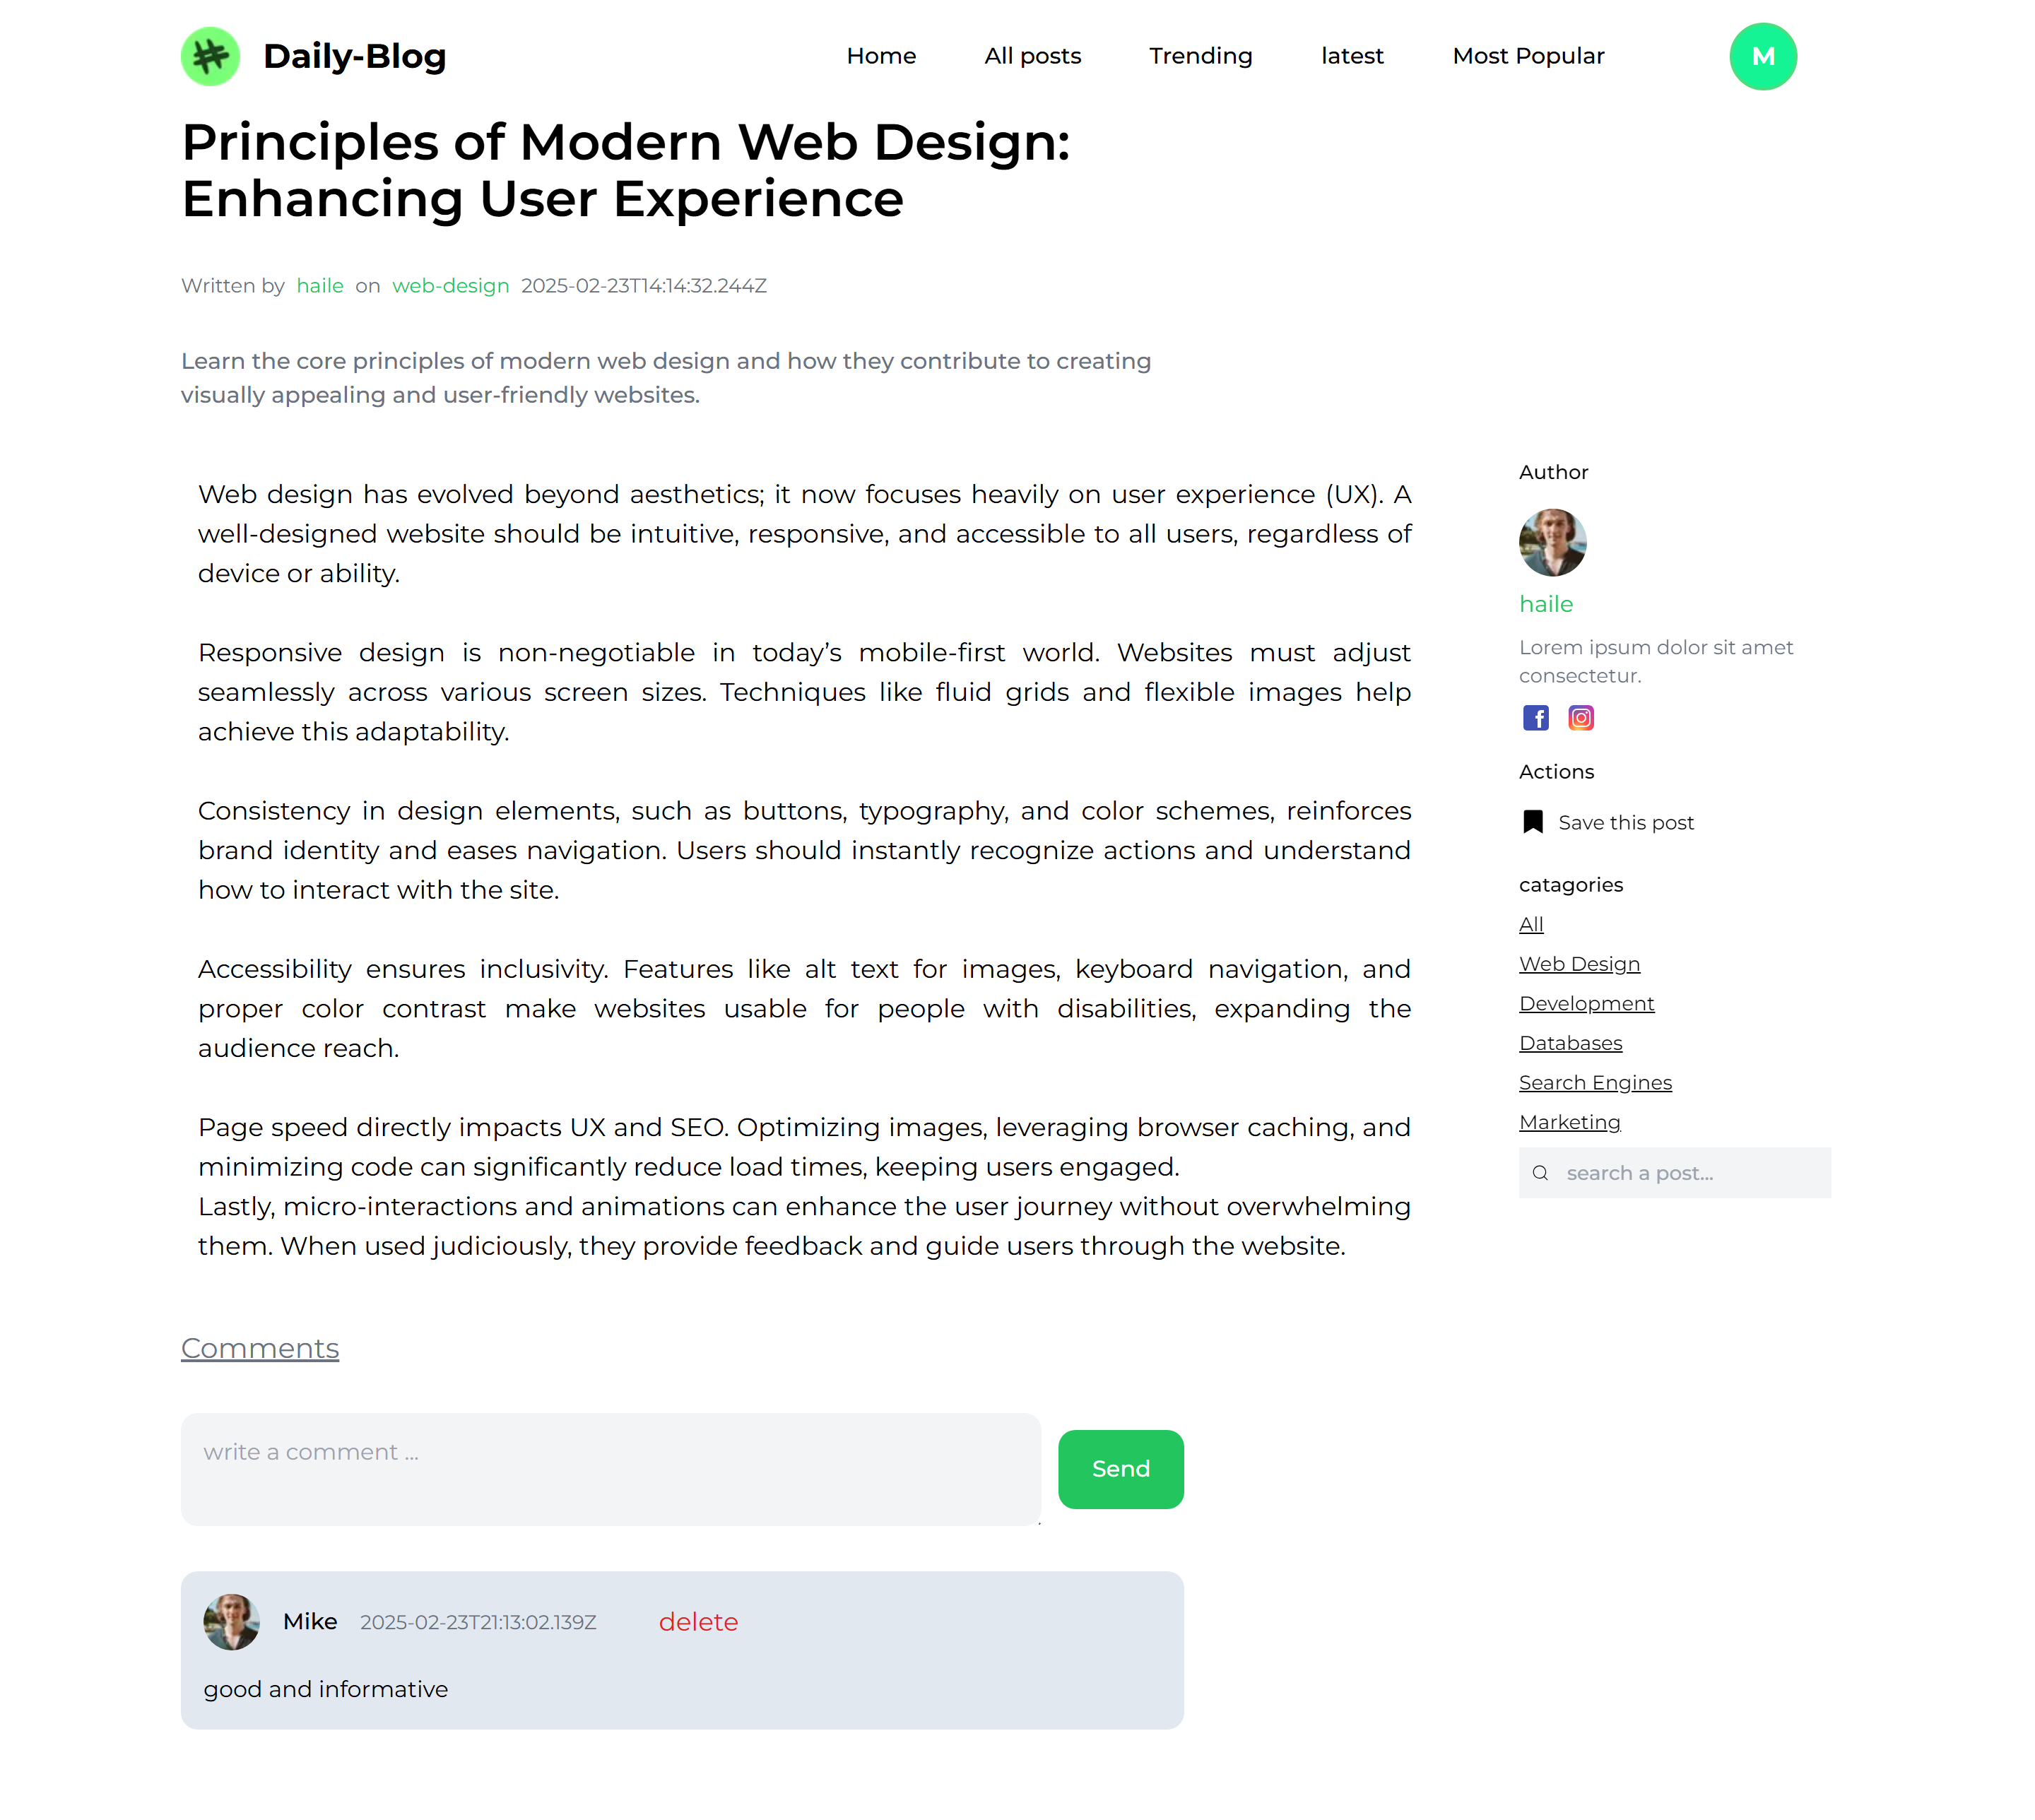 Daily-Blog
Home
All posts
Trending
latest
Most Popular
M
Principles of Modern Web Design:
Enhancing User Experience
Written by haile on web-design 2025-02-23T14:14:32.244Z
Learn the core principles of modern web design and how they contribute to creating
visually appealing and user-friendly websites.
Web design has evolved beyond aesthetics; it now focuses heavily on user experience (UX). A
well-designed website should be intuitive, responsive, and accessible to all users, regardless of
device or ability.
Responsive design is non-negotiable in today’s mobile-first world. Websites must adjust
seamlessly across various screen sizes. Techniques like fluid grids and flexible images help
achieve this adaptability.
Consistency in design elements, such as buttons, typography, and color schemes, reinforces
brand identity and eases navigation. Users should instantly recognize actions and understand
how to interact with the site.
Accessibility ensures inclusivity. Features like alt text for images, keyboard navigation, and
proper color contrast make websites usable for people with disabilities, expanding the
audience reach.
Page speed directly impacts UX and SEO. Optimizing images, leveraging browser caching, and
minimizing code can significantly reduce load times, keeping users engaged.
Lastly, micro-interactions and animations can enhance the user journey without overwhelming
them. When used judiciously, they provide feedback and guide users through the website.
Author
haile
Lorem ipsum dolor sit amet
consectetur.
Actions
Save this post
catagories
All
Web Design
Development
Databases
Search Engines
Marketing
search a post...
Comments
write a comment ...
Send
Mike 2025-02-23T21:13:02.139Z delete
good and informative